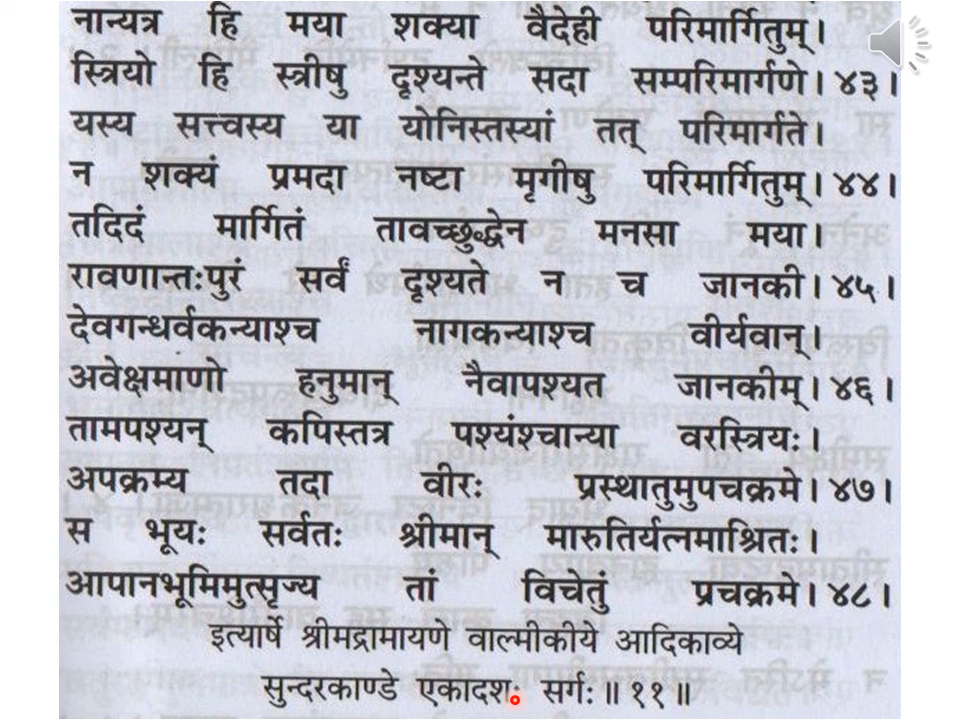 नान्यत्र हि मया शक्या वैदेही परिमार्गितुम्।
स्त्रियो हि स्त्रीषु दृश्यन्ते सदा सम्परिमार्गणे। ४३।
यस्य सत्त्वस्य या योनिस्तस्यां तत् परिमार्गते।
न शक्यं प्रमदा नष्टा मृगीषु परिमार्गितुम्। ४४।
तदिदं मार्गितं तावच्छुद्धेन मनसा मया।
रावणान्तःपुरं सर्वं दृश्यते न च जानकी। ४५।
देवगन्धर्वकन्याश्च नागकन्याश्च वीर्यवान्।
अवेक्षमाणो हनुमान् नैवापश्यत जानकीम्। ४६।
तामपश्यन् कपिस्तत्र पश्यंश्चान्या वरस्त्रियः।
अपक्रम्य तदा वीरः प्रस्थातुमुपचक्रमे। ४७।
स भूयः सर्वतः श्रीमान् मारुतिर्यत्नमाश्रितः।
आपानभूमिमुत्सृज्य तां विचेतुं प्रचक्रमे। ४८।
इत्यार्षे श्रीमद्रामायणे वाल्मीकीये आदिकाव्ये
सुन्दरकाण्डे एकादशः सर्गः॥ ११॥